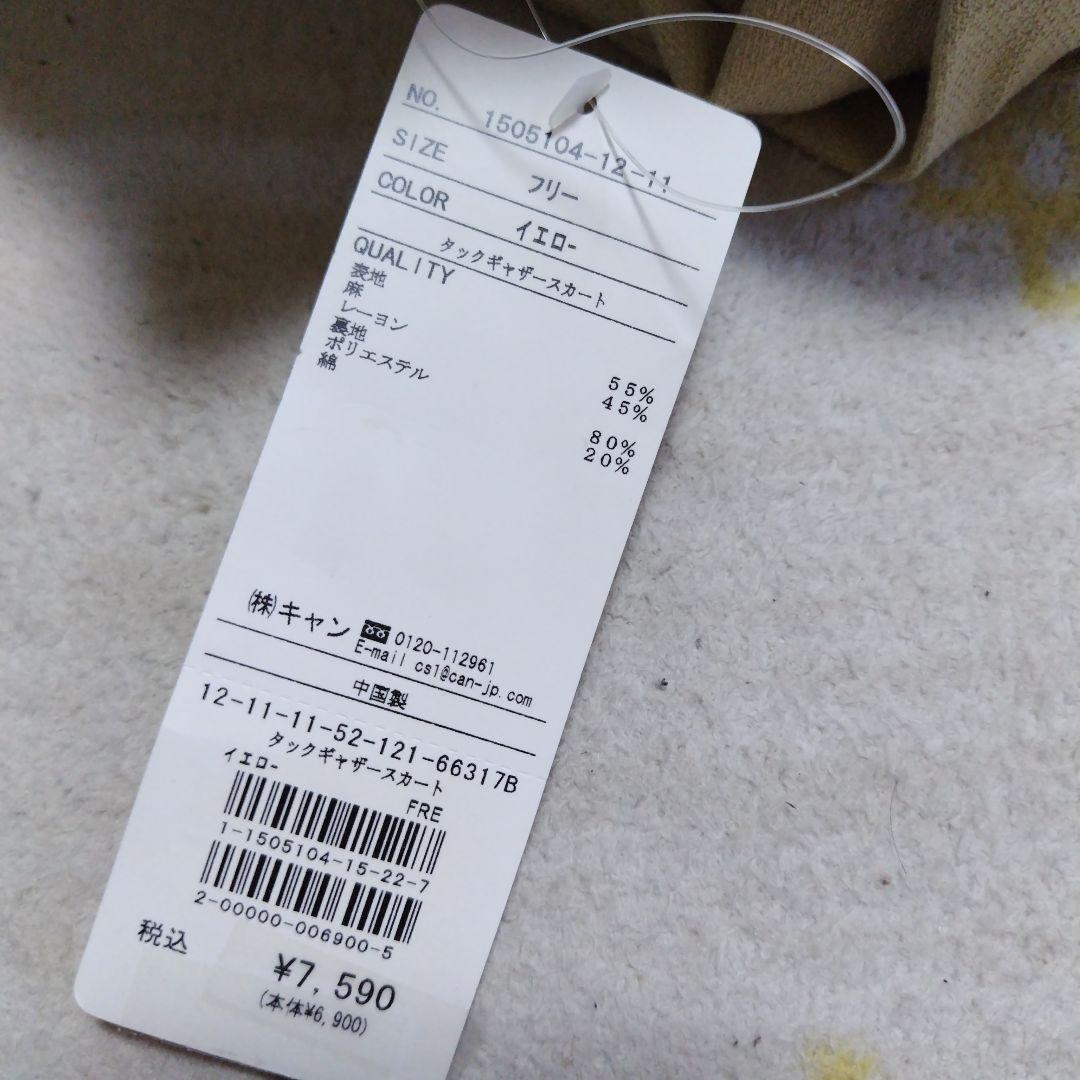 NO. 1505104-12-11
SIZE フリー
COLOR イエロー
タックギャザースカート
QUALITY
表地
麻 55%
レーヨン 45%
裏地
ポリエステル 80%
綿 20%
㈱キャン 0120-112961
E-mail cs1@can-jp.com
中国製
12-11-11-52-121-66317B
タックギャザースカート
イエロー FRE
1-1505104-15-22-7
2-00000-006900-5
税込 ¥7,590
(本体¥6,900)